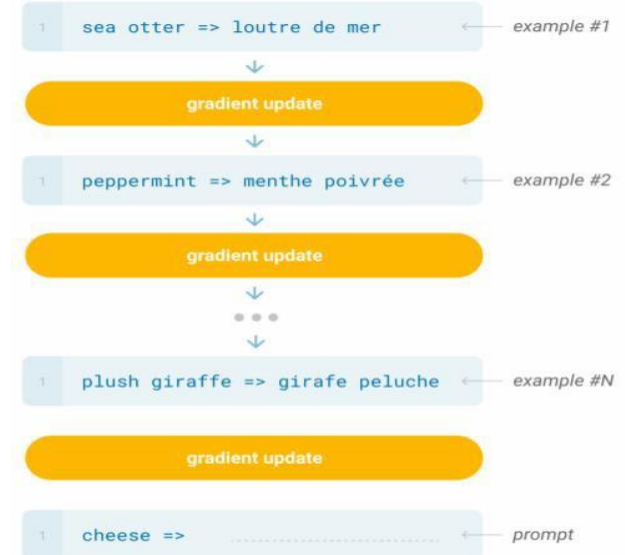 1 sea otter => loutre de mer example #1
gradient update
1 peppermint => menthe poivrée example #2
gradient update
1 plush giraffe => girafe peluche example #N
gradient update
1 cheese => prompt